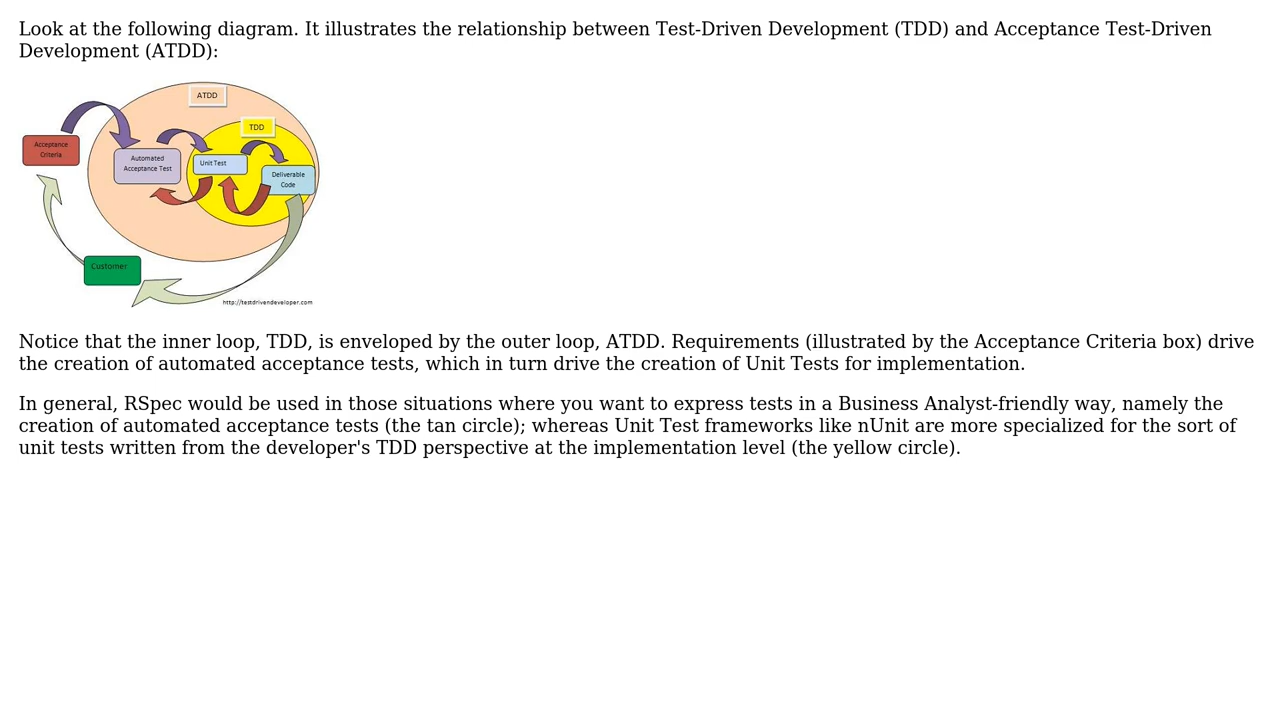 Look at the following diagram. It illustrates the relationship between Test-Driven Development (TDD) and Acceptance Test-Driven
Development (ATDD):
ATDD
TDD
Acceptance
Criteria
Automated
Acceptance Test
Unit Test
Deliverable
Code
Customer
http://testdrivendeveloper.com
Notice that the inner loop, TDD, is enveloped by the outer loop, ATDD. Requirements (illustrated by the Acceptance Criteria box) drive
the creation of automated acceptance tests, which in turn drive the creation of Unit Tests for implementation.
In general, RSpec would be used in those situations where you want to express tests in a Business Analyst-friendly way, namely the
creation of automated acceptance tests (the tan circle); whereas Unit Test frameworks like nUnit are more specialized for the sort of
unit tests written from the developer's TDD perspective at the implementation level (the yellow circle).